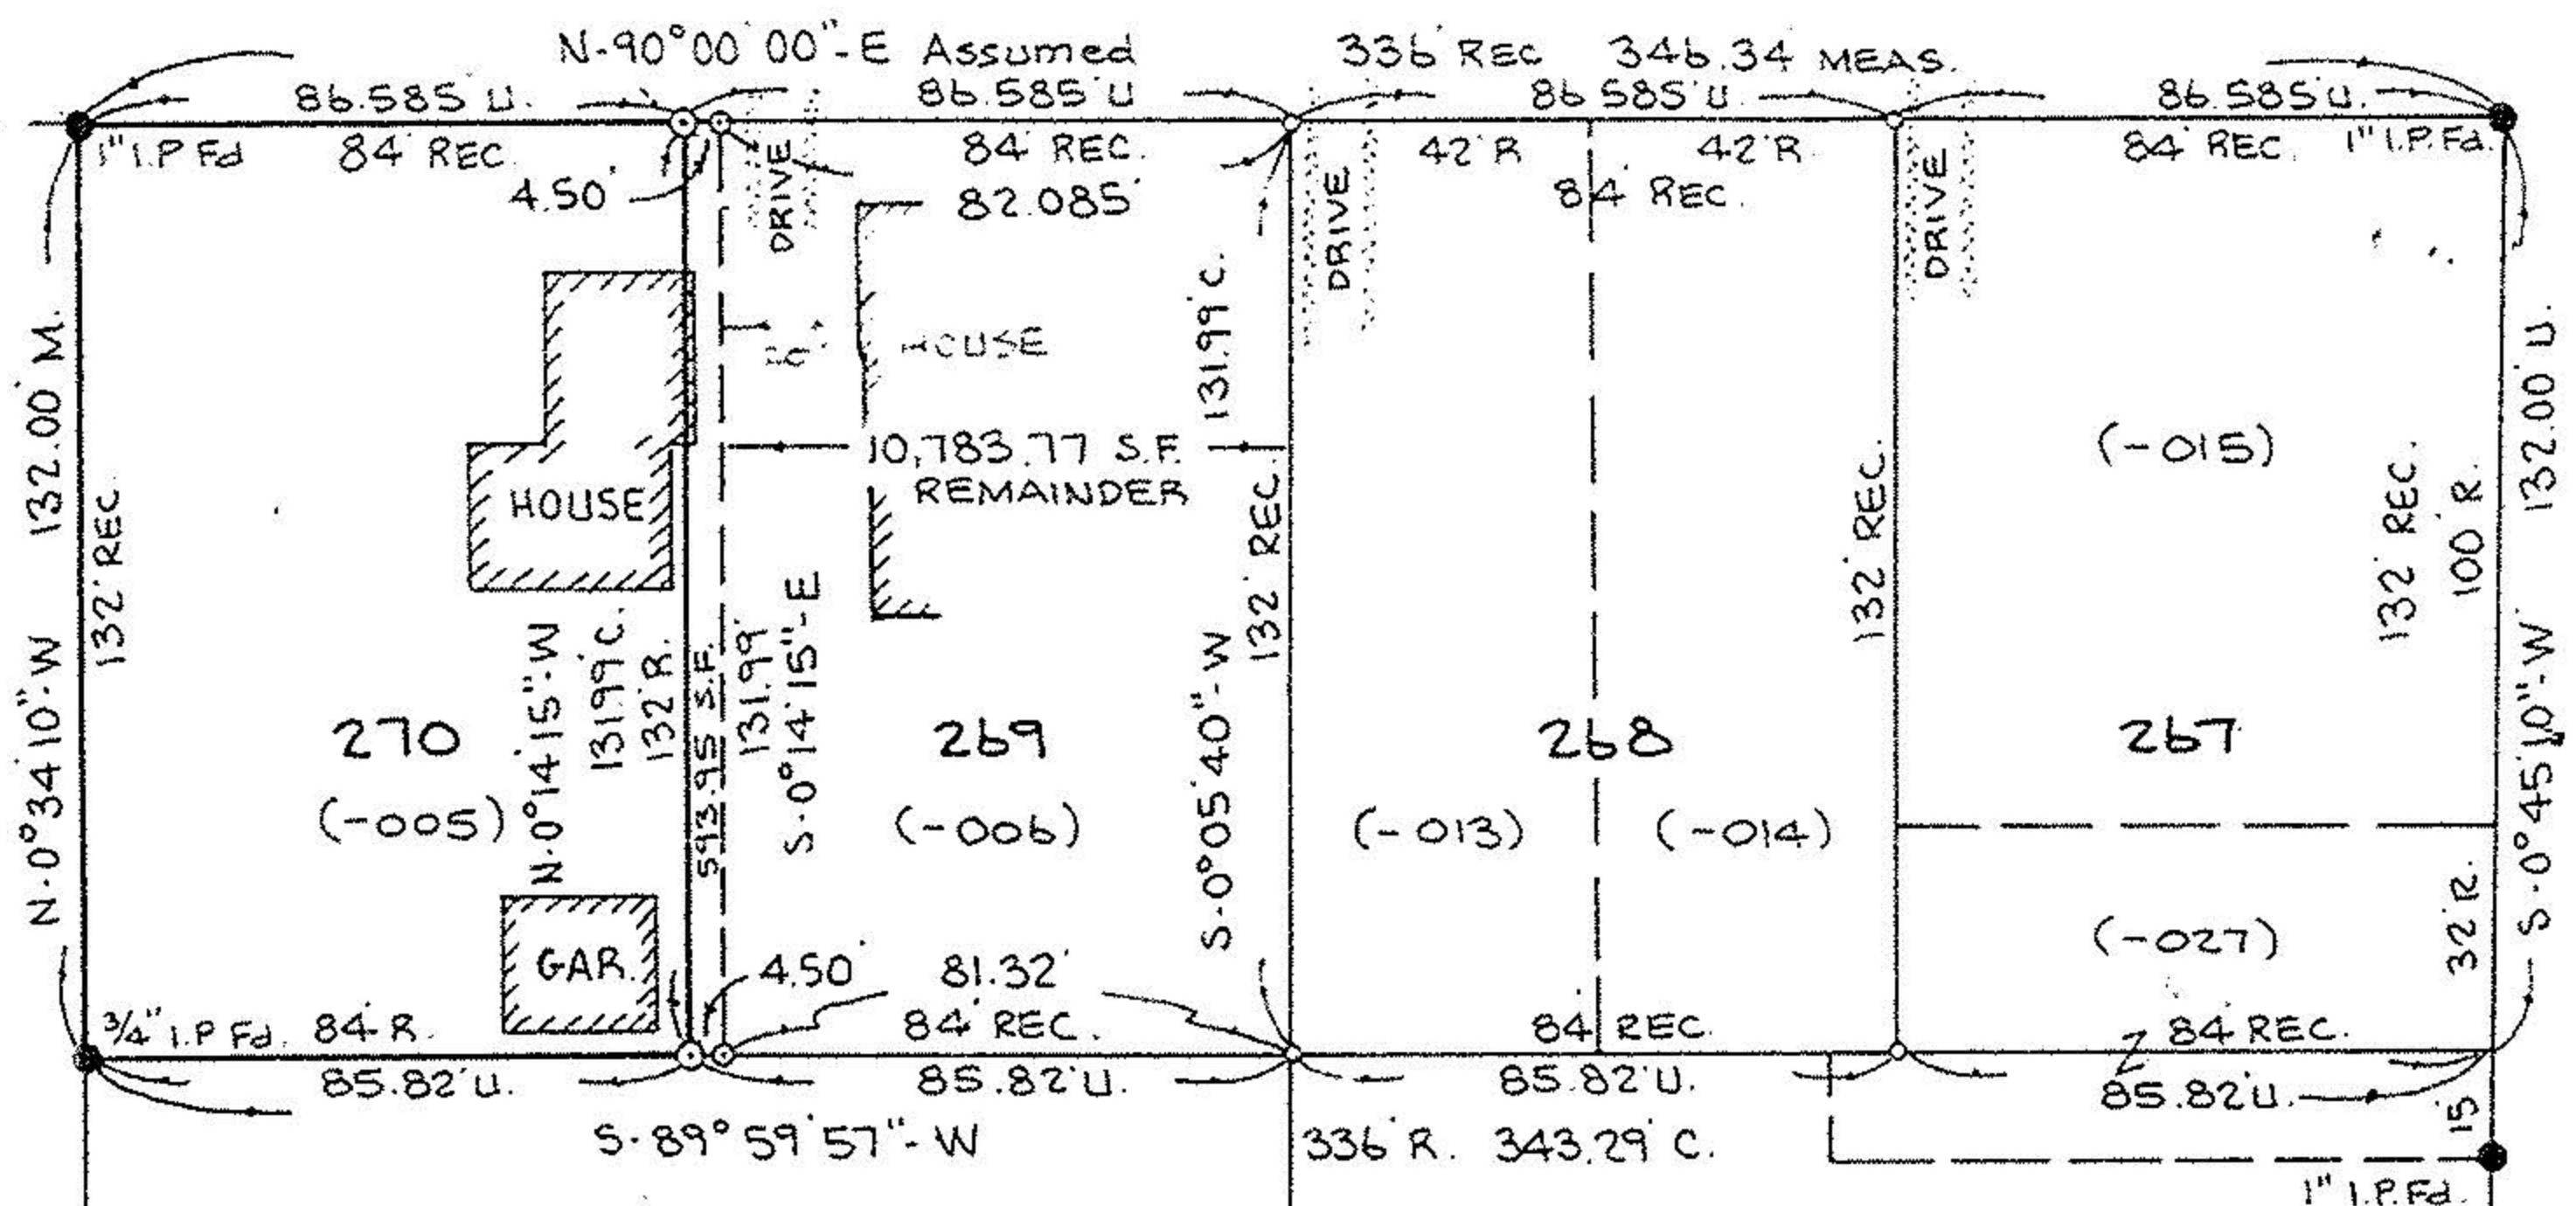 N-90°00'00"-E Assumed
336' REC 346.34 MEAS.
86.585' U.
86.585' U
86.585' U.
86.585' U.
1" I.P Fd
84' REC.
84' REC.
42' R
42' R.
84' REC.
1" I.P. Fd.
4.50'
DRIVE
82.085'
DRIVE
84' REC.
DRIVE
132.00' M.
N-0°34'10"-W
132' REC.
HOUSE
HOUSE
131.99' C.
10,783.77 S.F.
REMAINDER
132' REC.
S-0°05'40"-W
132' REC.
(-015)
132' REC.
100' R.
132.00' U.
S-0°45'10"-W
N-0°14'15"-W
131.99' C.
132' R.
593.95 S.F.
131.99'
S-0°14'15"-E
270
269
268
267
(-005)
(-006)
(-013)
(-014)
(-027)
32' R.
GAR.
4.50'
81.32'
3/4" I.P Fd.
84' R.
84' REC.
84' REC.
84' REC.
85.82' U.
85.82' U.
85.82' U.
85.82' U.
S-89°59'57"-W
336' R. 343.29' C.
15'
1" I.P. Fd.